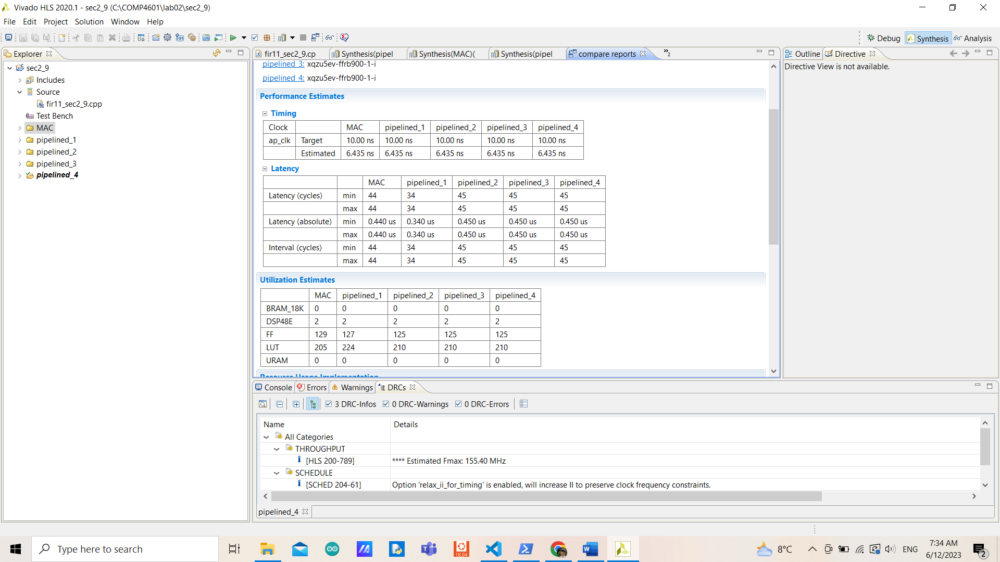 Vivado HLS 2020.1 - sec2_9 (C:\COMP4601\lab02\sec2_9)
File Edit Project Solution Window Help
Debug Synthesis Analysis
Explorer
sec2_9
Includes
Source
fir11_sec2_9.cpp
Test Bench
MAC
pipelined_1
pipelined_2
pipelined_3
pipelined_4
fir11_sec2_9.cp Synthesis(pipel Synthesis(MAC)( Synthesis(pipel compare reports »2
pipelined_3: xqzu5ev-ffrb900-1-i
pipelined_4: xqzu5ev-ffrb900-1-i
Performance Estimates
Timing
Clock MAC pipelined_1 pipelined_2 pipelined_3 pipelined_4
ap_clk Target 10.00 ns 10.00 ns 10.00 ns 10.00 ns 10.00 ns
Estimated 6.435 ns 6.435 ns 6.435 ns 6.435 ns 6.435 ns
Latency
MAC pipelined_1 pipelined_2 pipelined_3 pipelined_4
Latency (cycles) min 44 34 45 45 45
max 44 34 45 45 45
Latency (absolute) min 0.440 us 0.340 us 0.450 us 0.450 us 0.450 us
max 0.440 us 0.340 us 0.450 us 0.450 us 0.450 us
Interval (cycles) min 44 34 45 45 45
max 44 34 45 45 45
Utilization Estimates
MAC pipelined_1 pipelined_2 pipelined_3 pipelined_4
BRAM_18K 0 0 0 0 0
DSP48E 2 2 2 2 2
FF 129 127 125 125 125
LUT 205 224 210 210 210
URAM 0 0 0 0 0
Resource Usage Implementation
Outline Directive
Directive View is not available.
Console Errors Warnings DRCs
3 DRC-Infos 0 DRC-Warnings 0 DRC-Errors
Name Details
All Categories
THROUGHPUT
[HLS 200-789] **** Estimated Fmax: 155.40 MHz
SCHEDULE
[SCHED 204-61] Option 'relax_ii_for_timing' is enabled, will increase II to preserve clock frequency constraints.
pipelined_4
Type here to search
18.04
8°C
ENG
7:34 AM
6/12/2023
2